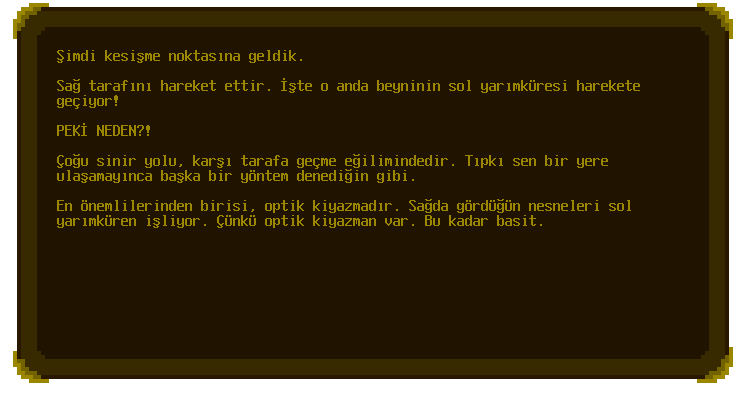 Şimdi kesişme noktasına geldik.
Sağ tarafını hareket ettir. İşte o anda beyninin sol yarımküresi harekete
geçiyor!
PEKİ NEDEN?!
Çoğu sinir yolu, karşı tarafa geçme eğilimindedir. Tıpkı sen bir yere
ulaşamayınca başka bir yöntem denediğin gibi.
En önemlilerinden birisi, optik kiyazmadır. Sağda gördüğün nesneleri sol
yarımküren işliyor. Çünkü optik kiyazman var. Bu kadar basit.